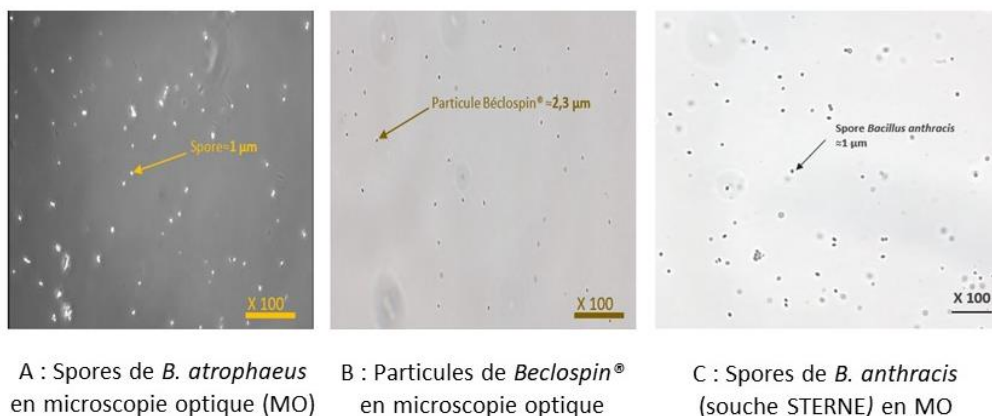 Spore≈1 µm
X 100
Particule Béclospin® ≈2,3 µm
X 100
Spore Bacillus anthracis
≈1 µm
X 100
A : Spores de B. atrophaeus
en microscopie optique (MO)
B : Particules de Beclospin®
en microscopie optique
C : Spores de B. anthracis
(souche STERNE) en MO